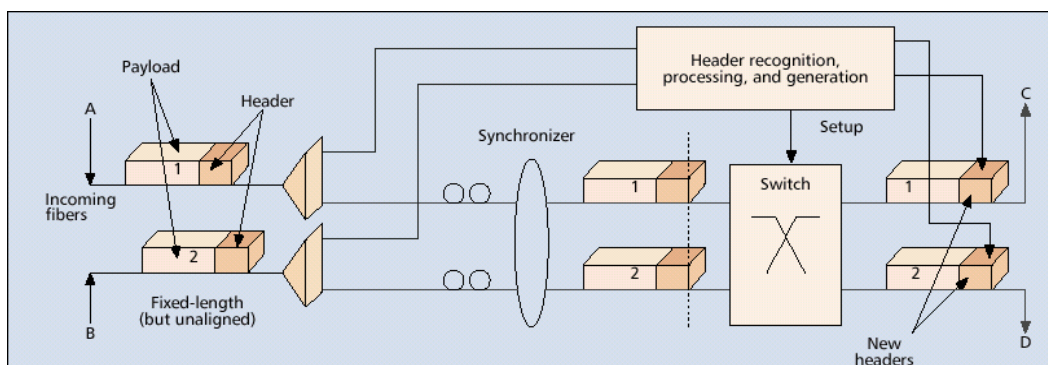 Payload
Header
A
1
Incoming
fibers
2
B
Fixed-length
(but unaligned)
Synchronizer
Header recognition,
processing, and generation
Setup
1
2
Switch
1
2
C
New
headers
D